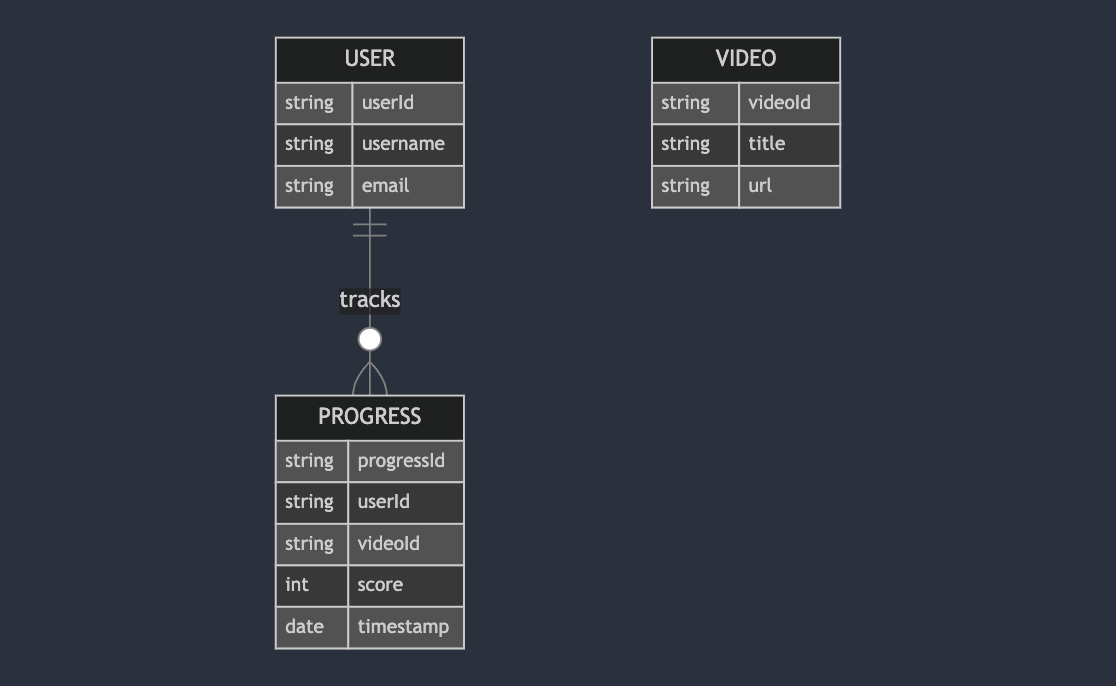 USER
string userId
string username
string email
VIDEO
string videoId
string title
string url
tracks
PROGRESS
string progressId
string userId
string videoId
int score
date timestamp